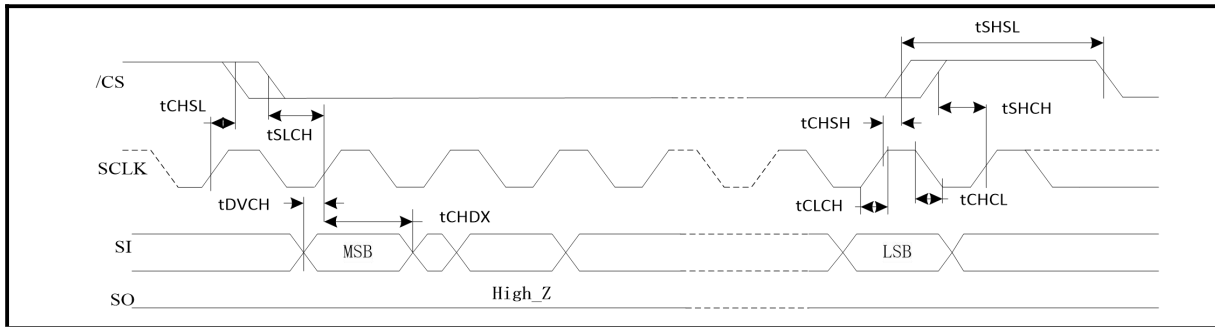 tSHSL
/CS
tCHSL
tSLCH
tCHSH
tSHCH
SCLK
tDVCH
tCHDX
tCLCH
tCHCL
SI
MSB
LSB
High_Z
SO